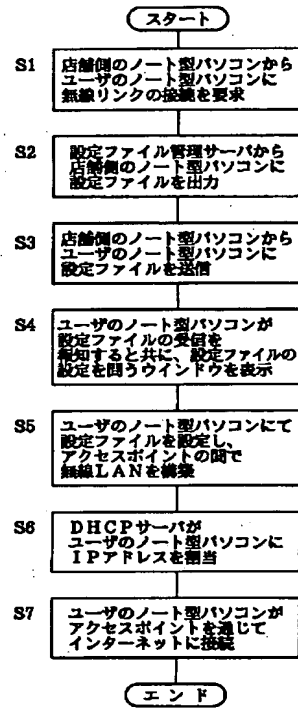 スタート
S1
店舗側のノート型パソコンから
ユーザのノート型パソコンに
無線リンクの接続を要求
S2
設定ファイル管理サーバから
店舗側のノート型パソコンに
設定ファイルを出力
S3
店舗側のノート型パソコンから
ユーザのノート型パソコンに
設定ファイルを送信
S4
ユーザのノート型パソコンが
設定ファイルの受信を
報知すると共に、設定ファイルの
設定を問うウインドウを表示
S5
ユーザのノート型パソコンにて
設定ファイルを設定し、
アクセスポイントの間で
無線LANを構築
S6
DHCPサーバが
ユーザのノート型パソコンに
IPアドレスを割当
S7
ユーザのノート型パソコンが
アクセスポイントを通じて
インターネットに接続
エンド